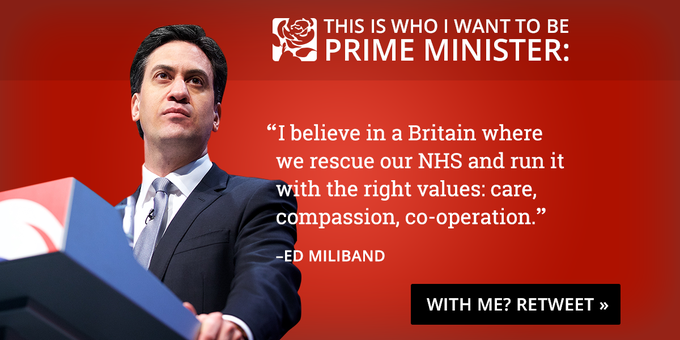 THIS IS WHO I WANT TO BE
PRIME MINISTER:
“I believe in a Britain where
we rescue our NHS and run it
with the right values: care,
compassion, co-operation.”
–ED MILIBAND
WITH ME? RETWEET »